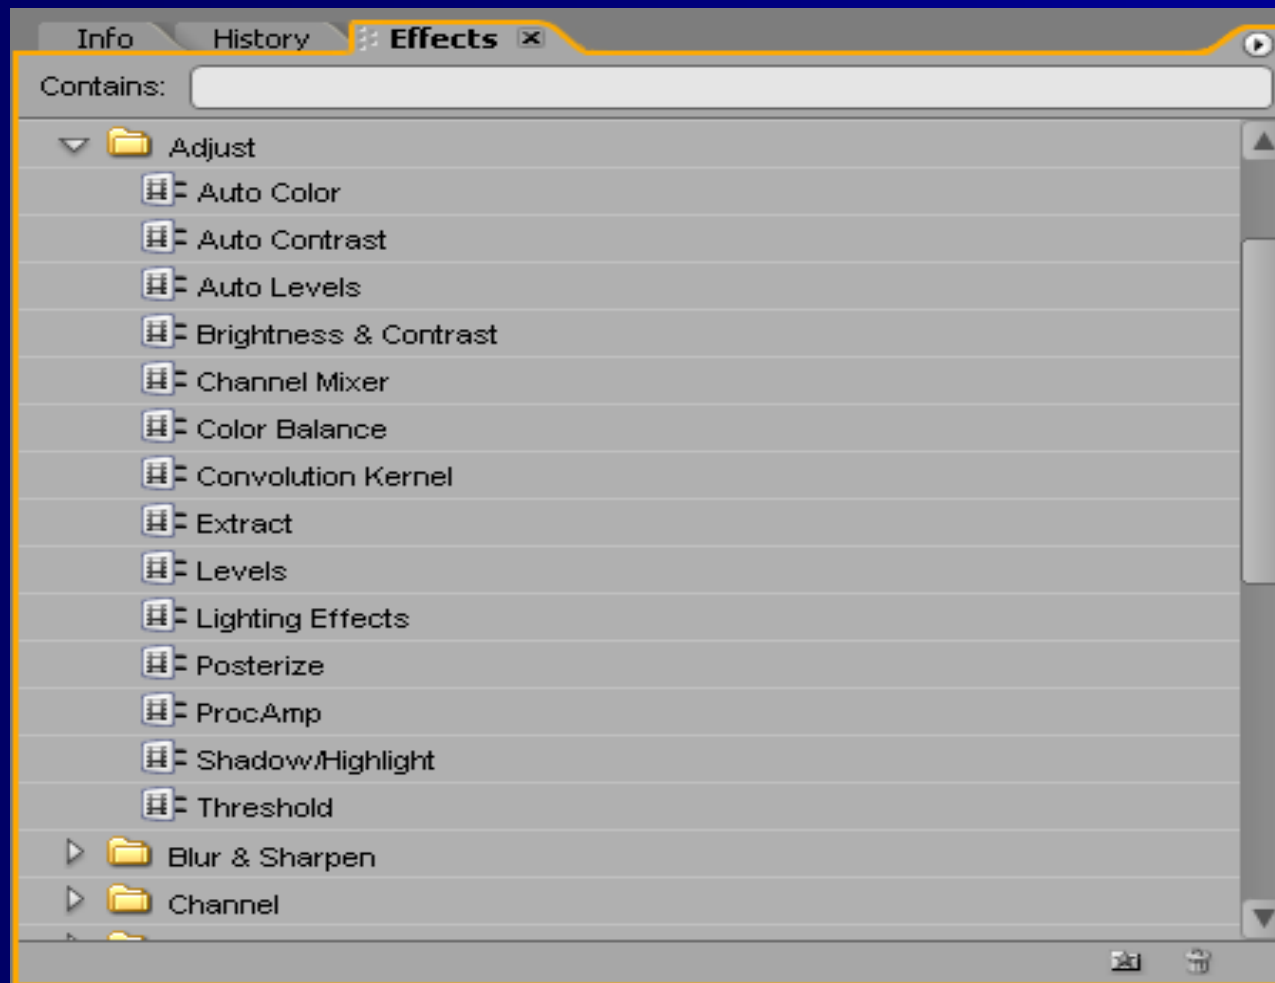 Info History Effects
Contains:
Adjust
Auto Color
Auto Contrast
Auto Levels
Brightness & Contrast
Channel Mixer
Color Balance
Convolution Kernel
Extract
Levels
Lighting Effects
Posterize
ProcAmp
Shadow/Highlight
Threshold
Blur & Sharpen
Channel